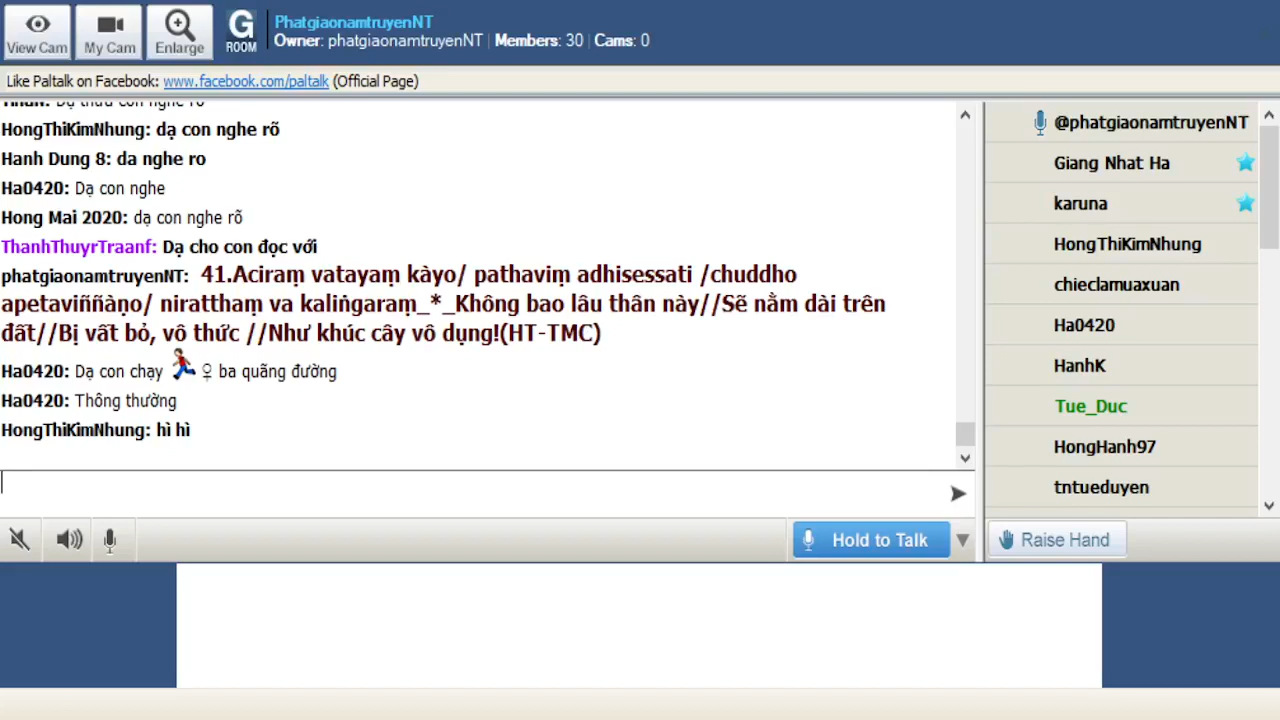 View Cam
My Cam
Enlarge
G
ROOM
PhatgiaonamtruyenNT
Owner: phatgiaonamtruyenNT | Members: 30 | Cams: 0
Like Paltalk on Facebook: www.facebook.com/paltalk (Official Page)
HongThiKimNhung: dạ con nghe rõ
Hanh Dung 8: da nghe ro
Ha0420: Dạ con nghe
Hong Mai 2020: dạ con nghe rõ
ThanhThuyrTraanf: Dạ cho con đọc với
phatgiaonamtruyenNT: 41.Aciraṃ vatayaṃ kàyo/ pathaviṃ adhisessati /chuddho
apetaviññàṇo/ niratthaṃ va kaliṅgaraṃ_*_Không bao lâu thân này//Sẽ nằm dài trên
đất//Bị vất bỏ, vô thức //Như khúc cây vô dụng!(HT-TMC)
Ha0420: Dạ con chạy ♀ ba quãng đường
Ha0420: Thông thường
HongThiKimNhung: hì hì
Hold to Talk
@phatgiaonamtruyenNT
Giang Nhat Ha
karuna
HongThiKimNhung
chieclamuaxuan
Ha0420
HanhK
Tue_Duc
HongHanh97
tntueduyen
Raise Hand